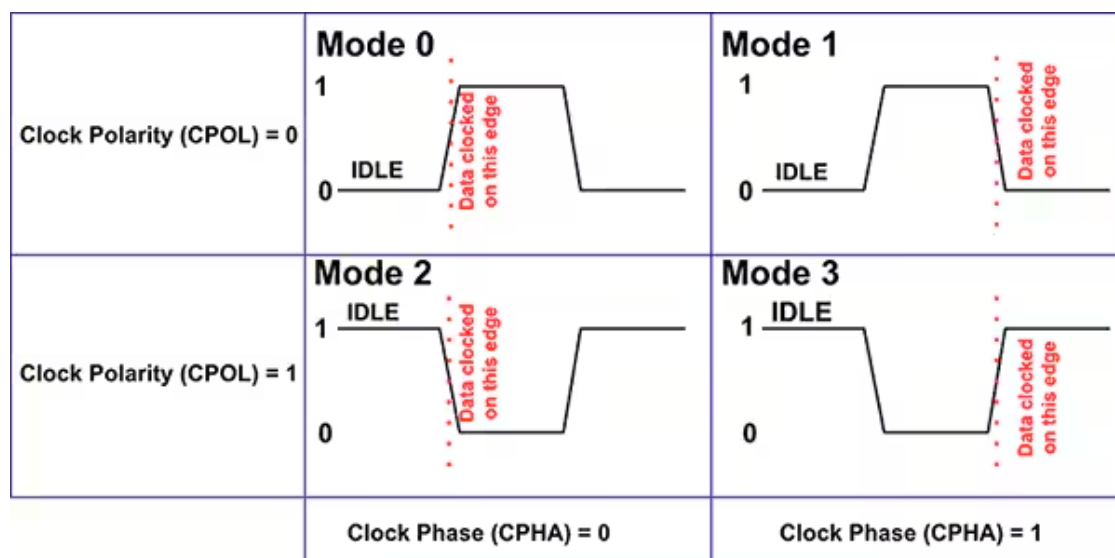 Mode 0
Mode 1
Clock Polarity (CPOL) = 0
1
IDLE
0
Data clocked
on this edge
1
IDLE
0
Data clocked
on this edge
Mode 2
Mode 3
Clock Polarity (CPOL) = 1
IDLE
1
0
Data clocked
on this edge
IDLE
1
0
Data clocked
on this edge
Clock Phase (CPHA) = 0
Clock Phase (CPHA) = 1